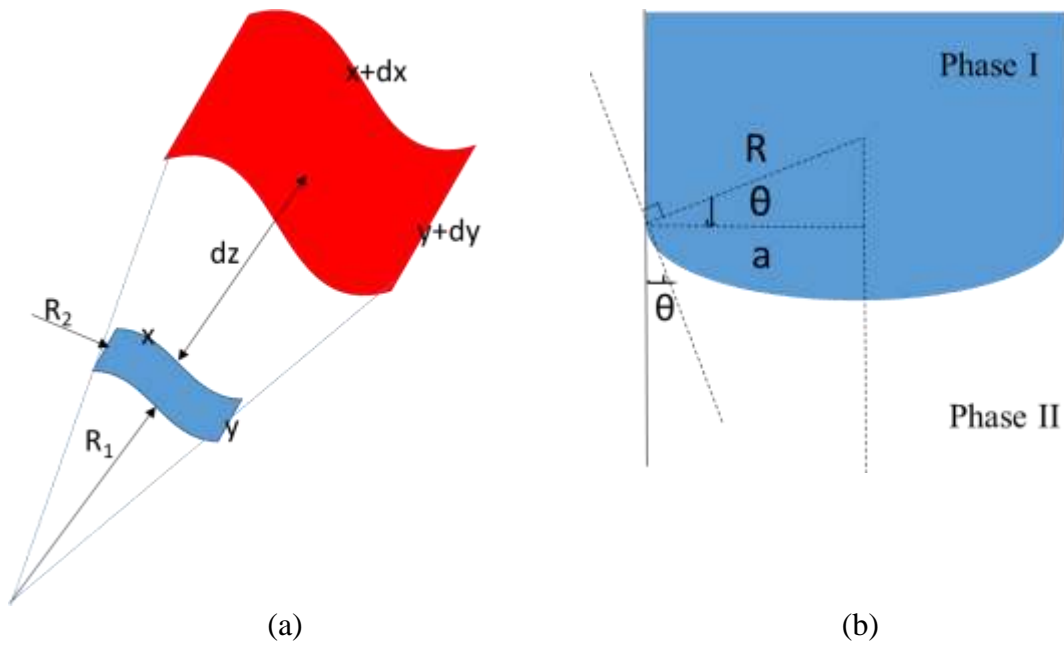 x+dx
y+dy
dz
R₂
x
R₁
y
(a)
Phase I
R
θ
a
θ
Phase II
(b)